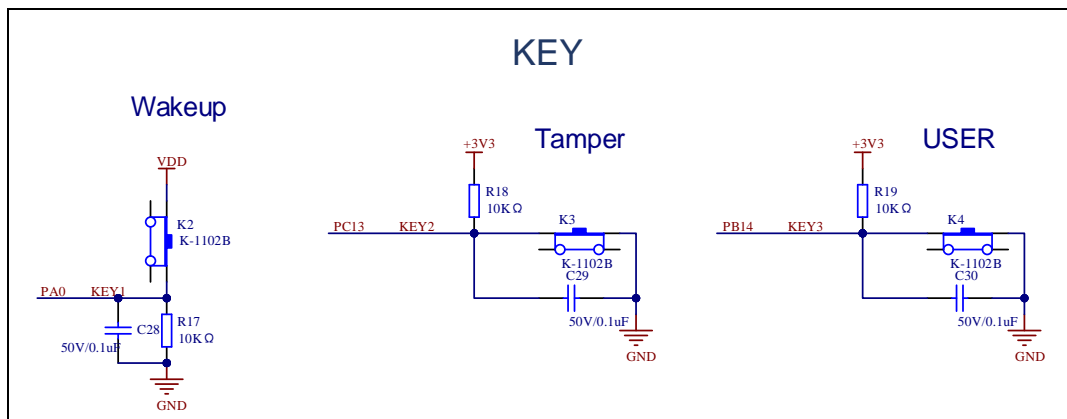 KEY
Wakeup
VDD
K2
K-1102B
PA0 KEY1
C28
50V/0.1uF
R17
10KΩ
GND
Tamper
+3V3
R18
10KΩ
PC13 KEY2
K3
K-1102B
C29
50V/0.1uF
GND
USER
+3V3
R19
10KΩ
PB14 KEY3
K4
K-1102B
C30
50V/0.1uF
GND